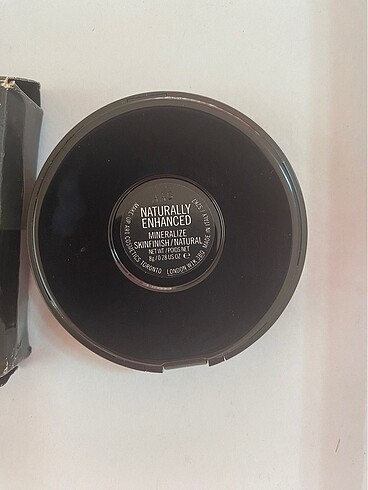 NATURALLY
ENHANCED
MINERALIZE
SKINFINISH/NATURAL
NET WT/POIDS NET
8g/0.28 US OZ ℮
MAKE-UP ART COSMETICS TORONTO LONDON W1K 3BQ MADE IN ITALY